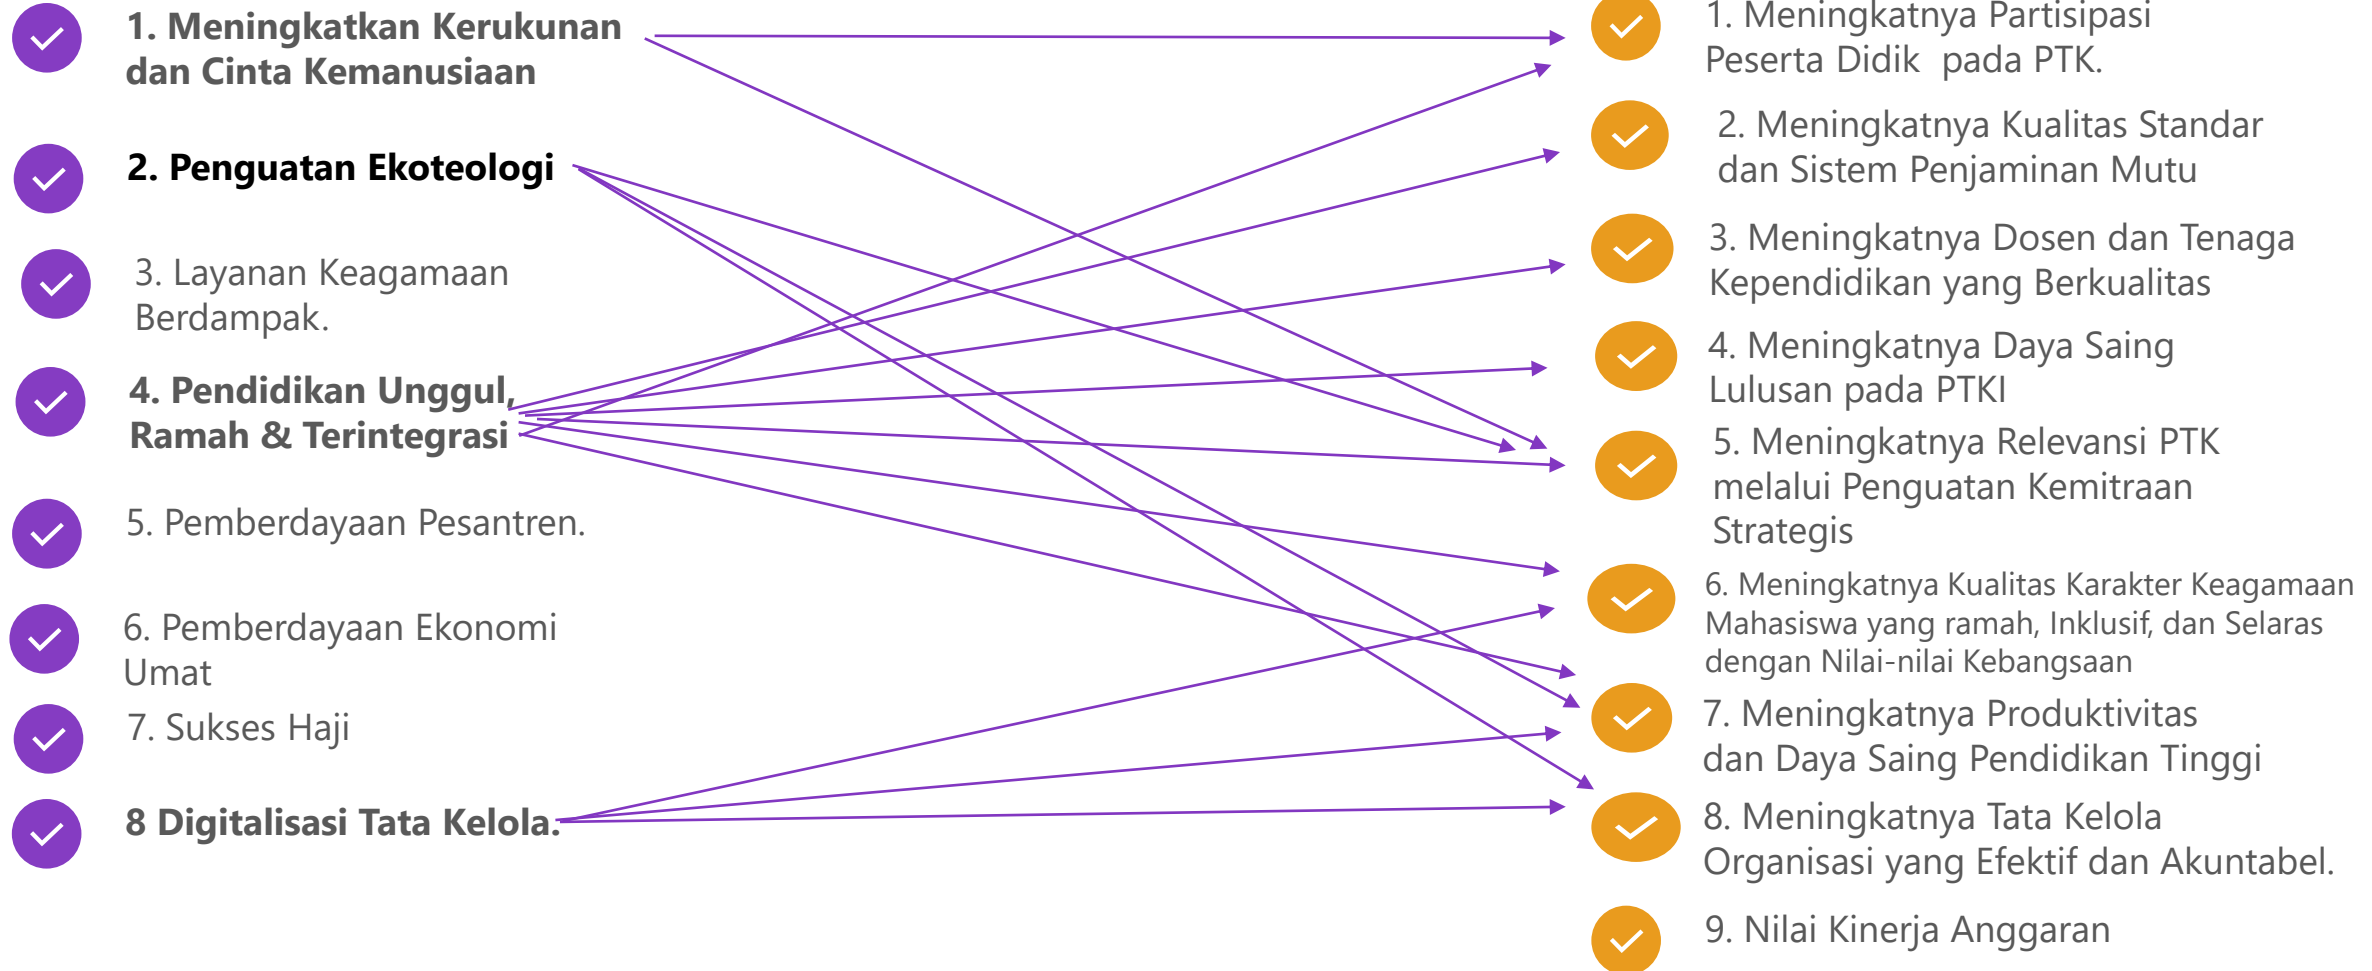 1. Meningkatkan Kerukunan
dan Cinta Kemanusiaan
2. Penguatan Ekoteologi
3. Layanan Keagamaan
Berdampak.
4. Pendidikan Unggul,
Ramah & Terintegrasi
5. Pemberdayaan Pesantren.
6. Pemberdayaan Ekonomi
Umat
7. Sukses Haji
8 Digitalisasi Tata Kelola.
1. Meningkatnya Partisipasi
Peserta Didik pada PTK.
2. Meningkatnya Kualitas Standar
dan Sistem Penjaminan Mutu
3. Meningkatnya Dosen dan Tenaga
Kependidikan yang Berkualitas
4. Meningkatnya Daya Saing
Lulusan pada PTKI
5. Meningkatnya Relevansi PTK
melalui Penguatan Kemitraan
Strategis
6. Meningkatnya Kualitas Karakter Keagamaan
Mahasiswa yang ramah, Inklusif, dan Selaras
dengan Nilai-nilai Kebangsaan
7. Meningkatnya Produktivitas
dan Daya Saing Pendidikan Tinggi
8. Meningkatnya Tata Kelola
Organisasi yang Efektif dan Akuntabel.
9. Nilai Kinerja Anggaran